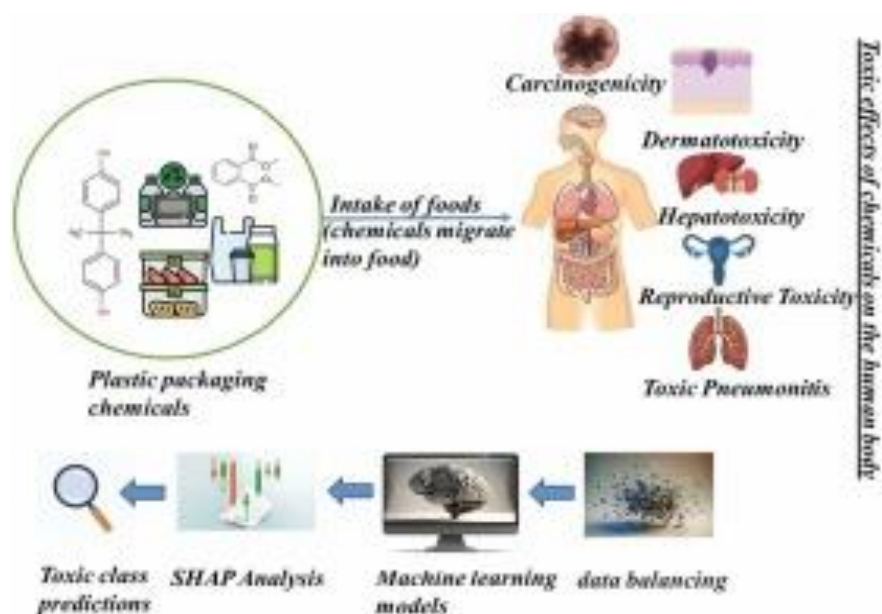 Carcinogenicity
Dermatotoxicity
Hepatotoxicity
Reproductive Toxicity
Toxic Pneumonitis
Toxic effects of chemicals on the human body
Intake of foods
(chemicals migrate
into food)
Plastic packaging
chemicals
Toxic class
predictions
SHAP Analysis
Machine learning
models
data balancing